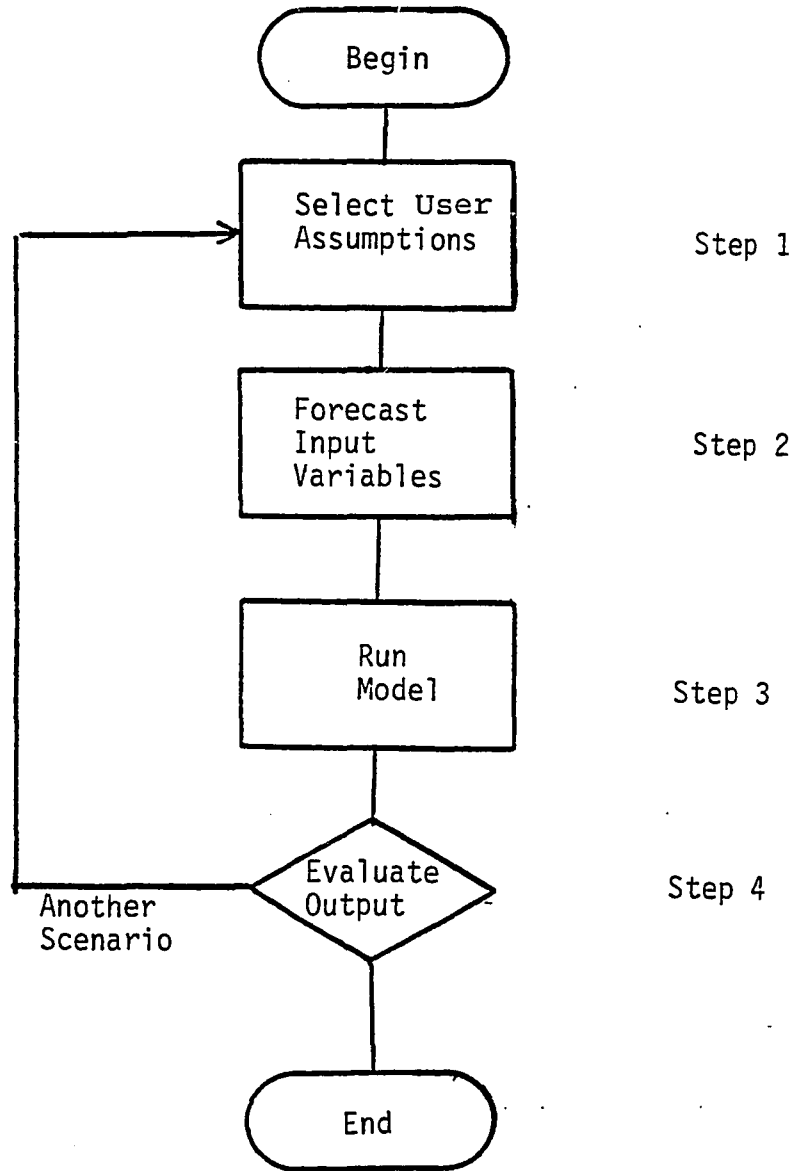 Begin
Select User
Assumptions
Step 1
Forecast
Input
Variables
Step 2
Run
Model
Step 3
Evaluate
Output
Step 4
Another
Scenario
End